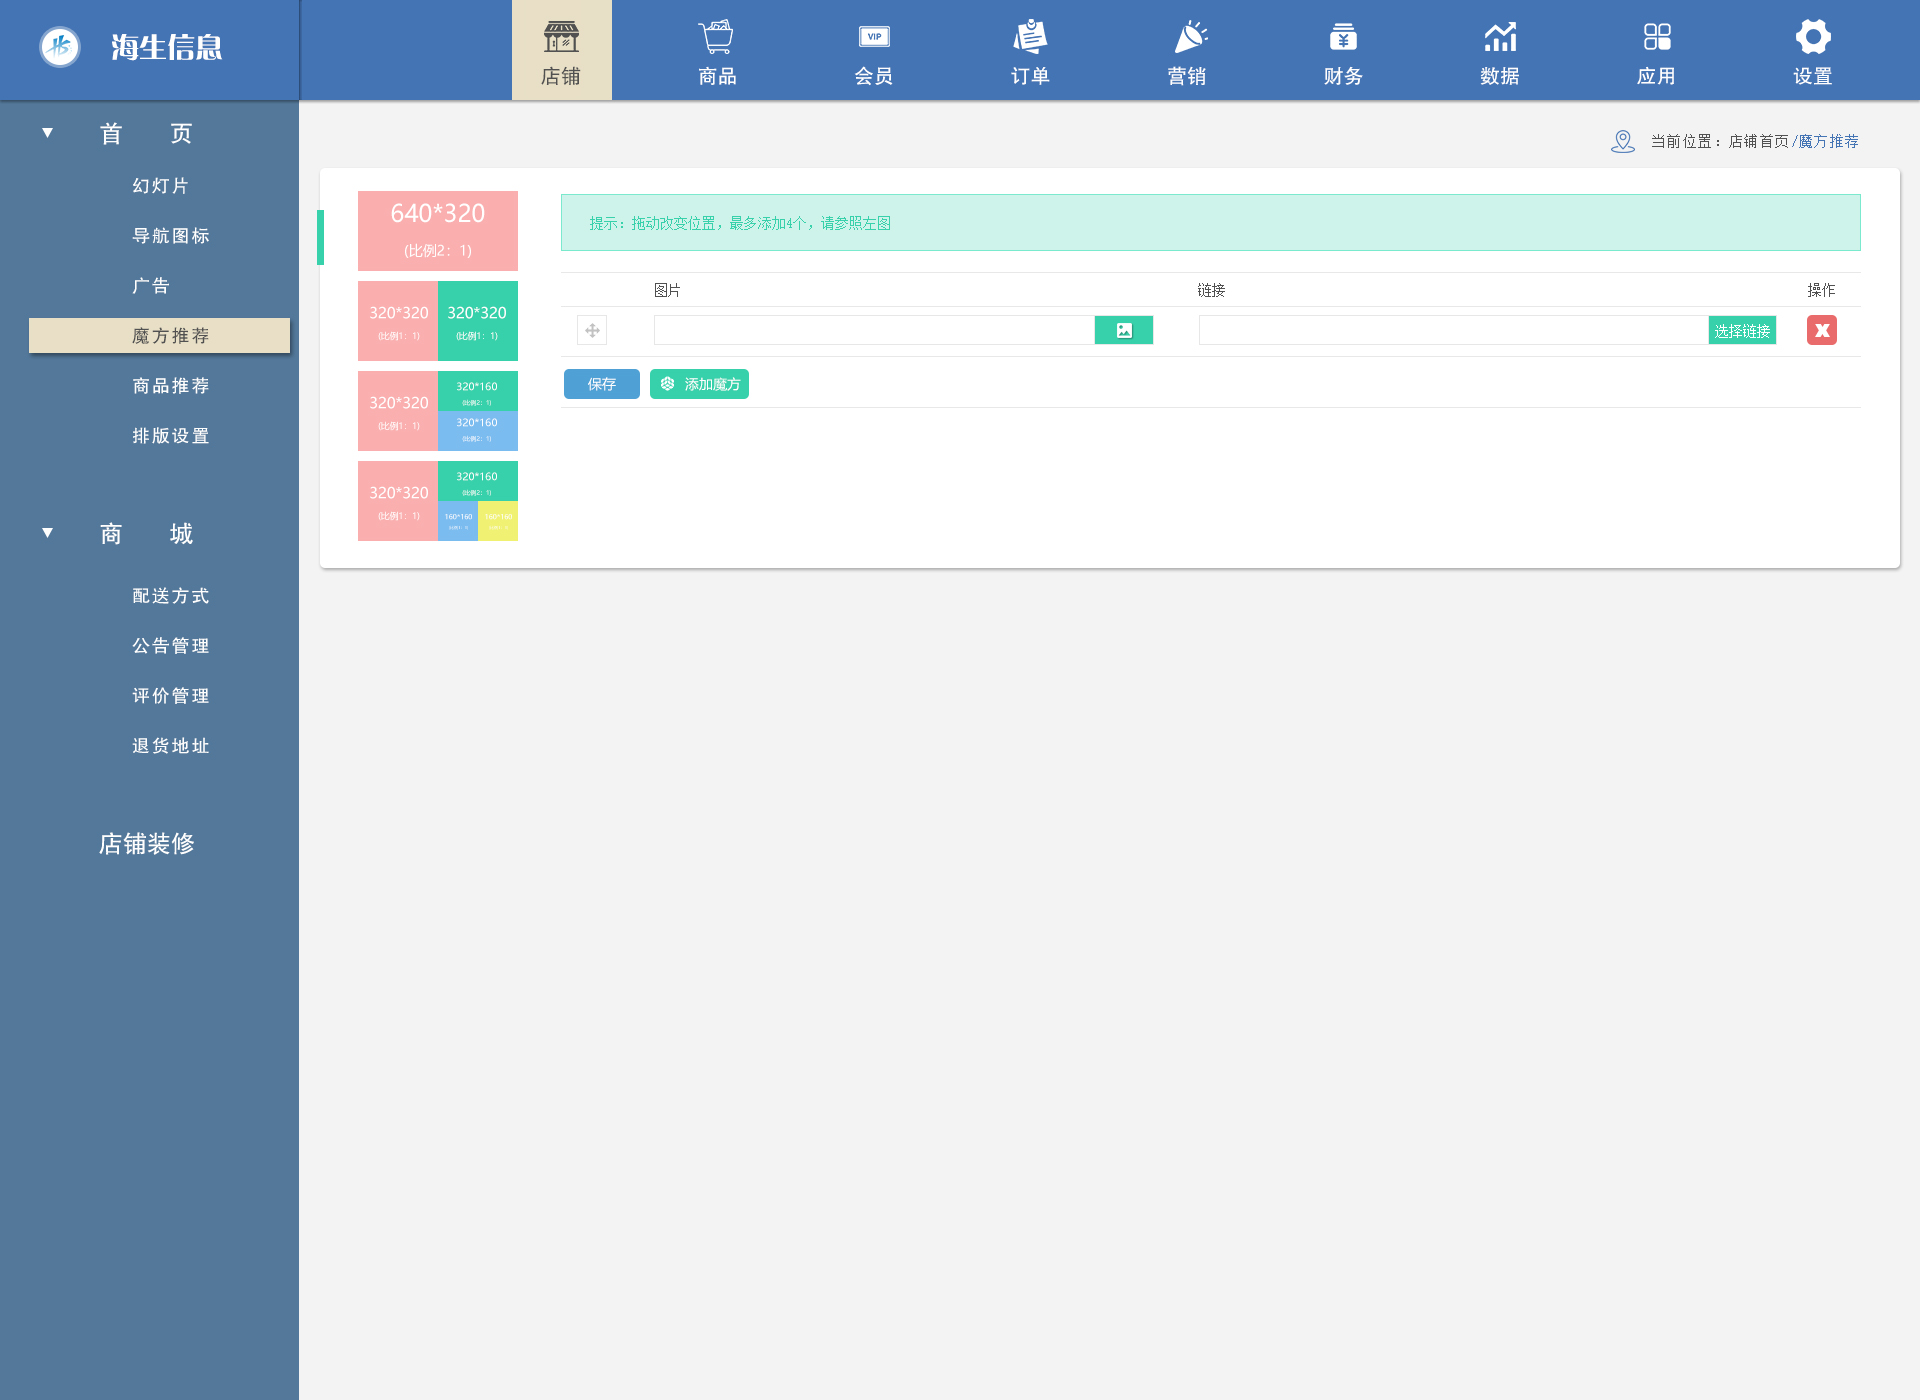 海生信息
店铺
商品
VIP
会员
订单
营销
财务
数据
应用
设置
首 页
幻灯片
导航图标
广告
魔方推荐
商品推荐
排版设置
商 城
配送方式
公告管理
评价管理
退货地址
店铺装修
当前位置：店铺首页/魔方推荐
640*320
(比例2：1)
320*320
(比例1：1)
320*320
(比例1：1)
320*320
(比例1：1)
320*160
(比例2：1)
320*160
(比例2：1)
320*320
(比例1：1)
320*160
(比例2：1)
160*160
160*160
提示：拖动改变位置，最多添加4个，请参照左图
图片 链接 操作
选择链接
保存 添加魔方